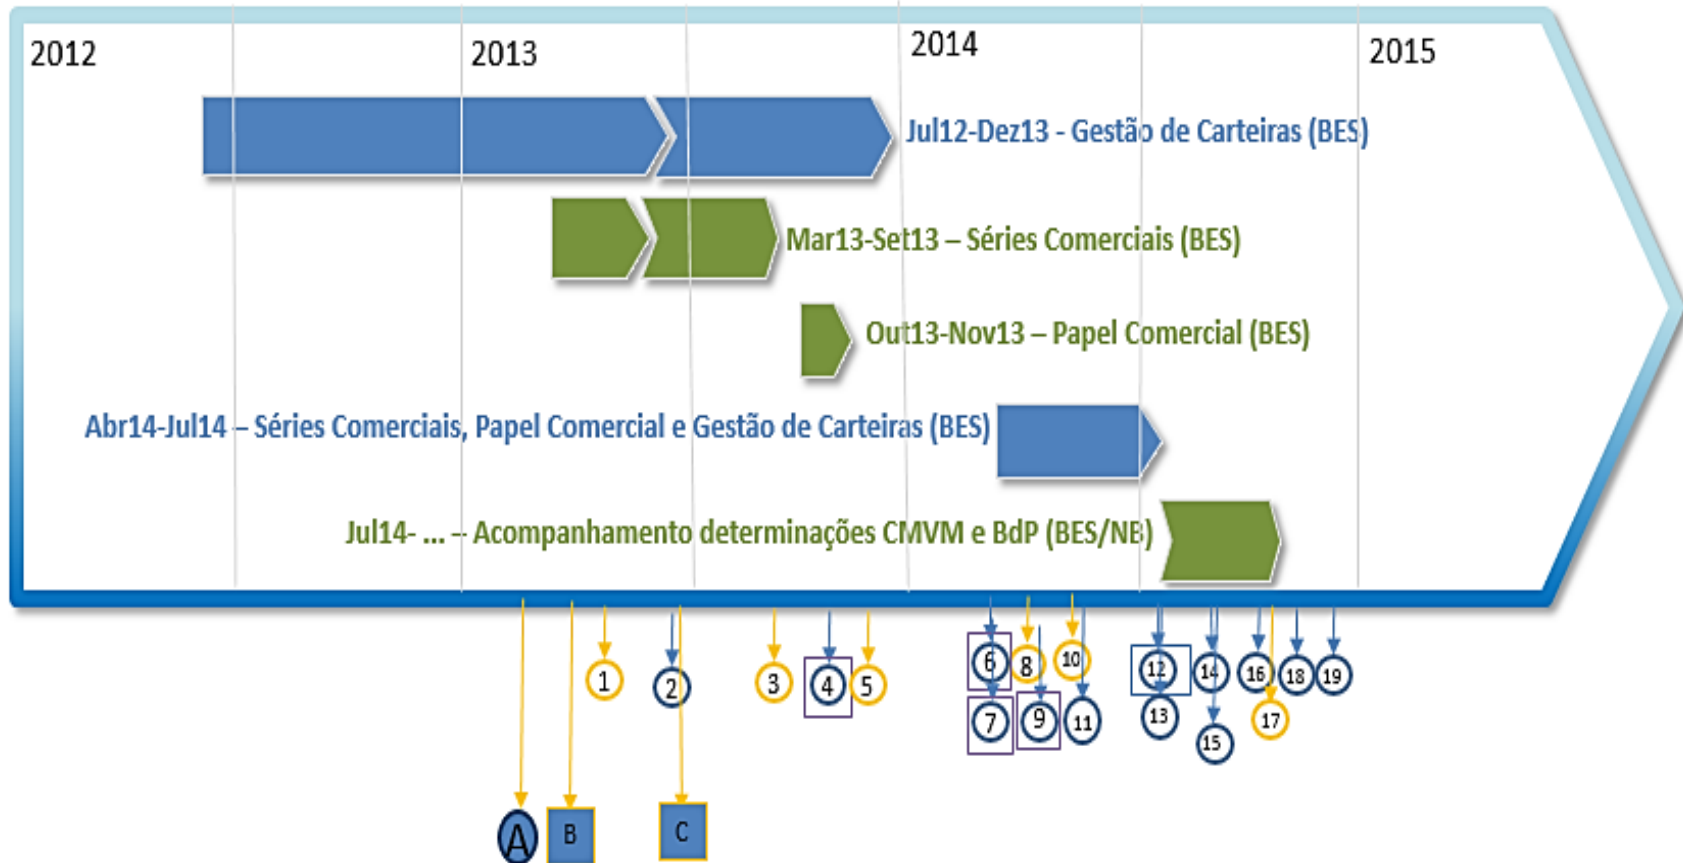 2012
2013
2014
2015
Jul12-Dez13 - Gestão de Carteiras (BES)
Mar13-Set13 – Séries Comerciais (BES)
Out13-Nov13 – Papel Comercial (BES)
Abr14-Jul14 – Séries Comerciais, Papel Comercial e Gestão de Carteiras (BES)
Jul14- ... – Acompanhamento determinações CMVM e BdP (BES/NB)
1
2
3
4
5
6
7
8
9
10
11
12
13
14
15
16
17
18
19
A
B
C